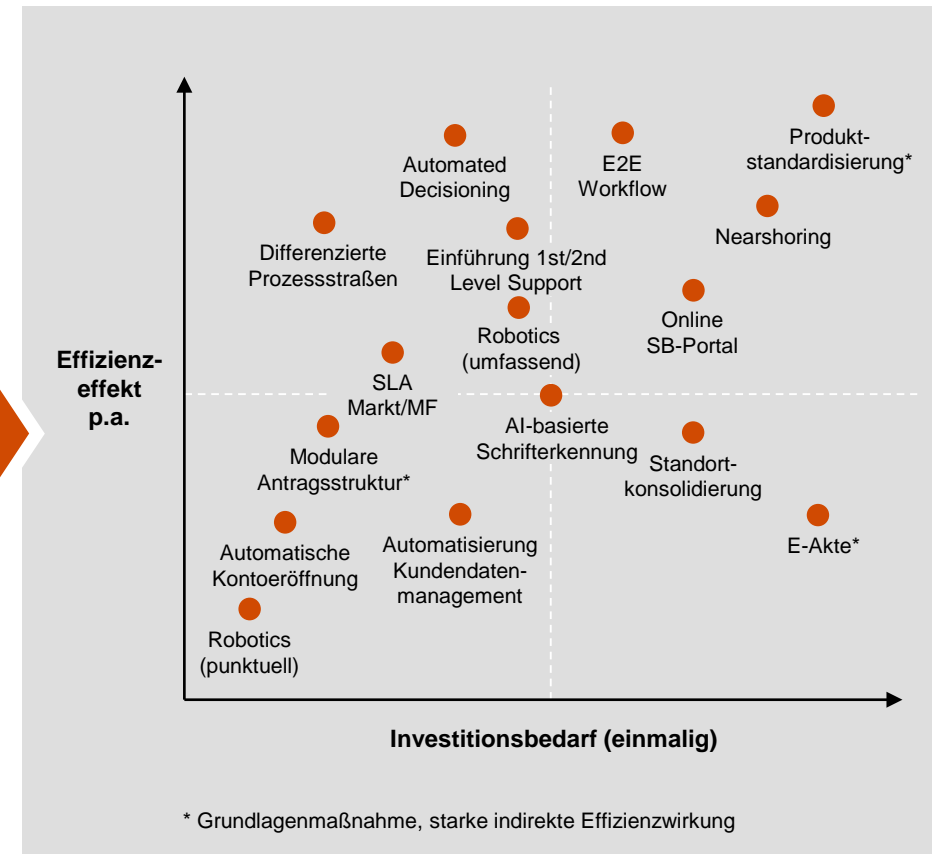 Produkt-
standardisierung*
Automated
Decisioning
E2E
Workflow
Nearshoring
Differenzierte
Prozessstraßen
Einführung 1st/2nd
Level Support
Online
SB-Portal
Robotics
(umfassend)
Effizienz-
effekt
p.a.
SLA
Markt/MF
AI-basierte
Schrifterkennung
Modulare
Antragsstruktur*
Standort-
konsolidierung
Automatische
Kontoeröffnung
Automatisierung
Kundendaten-
management
E-Akte*
Robotics
(punktuell)
Investitionsbedarf (einmalig)
* Grundlagenmaßnahme, starke indirekte Effizienzwirkung